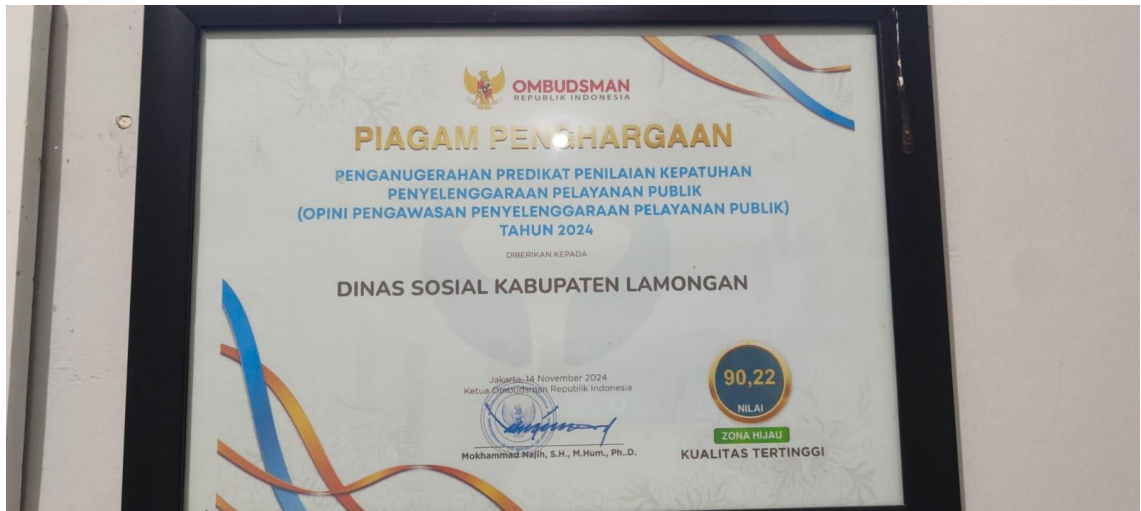 OMBUDSMAN
REPUBLIK INDONESIA
PIAGAM PENGHARGAAN
PENGANUGERAHAN PREDIKAT PENILAIAN KEPATUHAN
PENYELENGGARAAN PELAYANAN PUBLIK
(OPINI PENGAWASAN PENYELENGGARAAN PELAYANAN PUBLIK)
TAHUN 2024
DIBERIKAN KEPADA
DINAS SOSIAL KABUPATEN LAMONGAN
Jakarta, 14 November 2024
Ketua Ombudsman Republik Indonesia
Mokhammad Najih, S.H., M.Hum., Ph..D.
90,22
NILAI
ZONA HIJAU
KUALITAS TERTINGGI